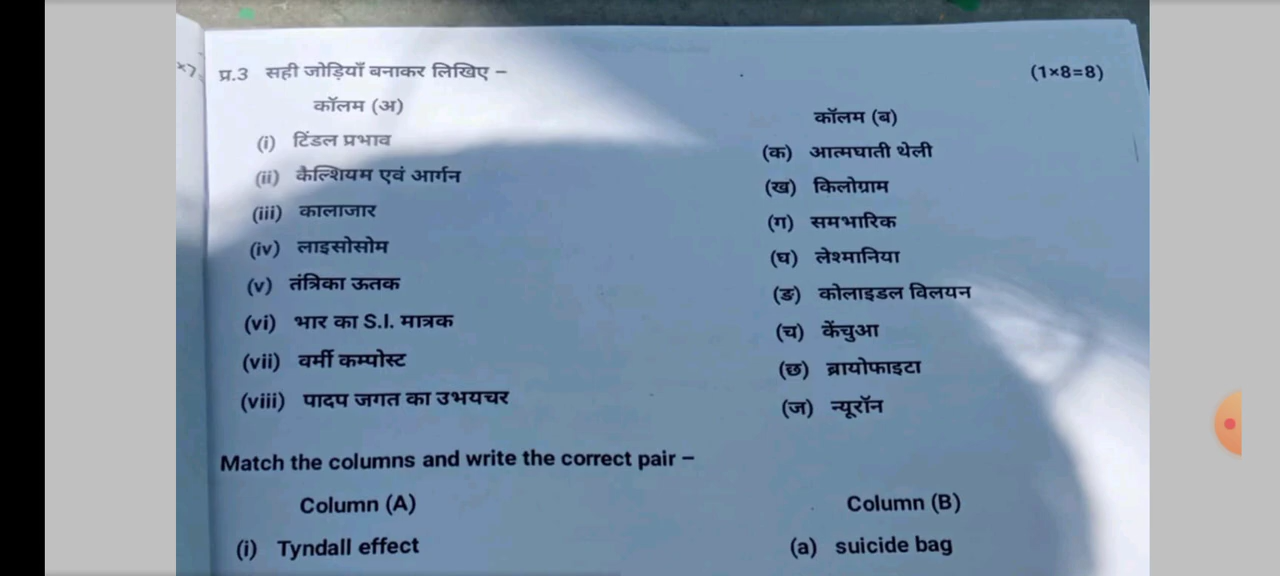 प्र.3 सही जोड़ियाँ बनाकर लिखिए – (1×8=8)
कॉलम (अ) कॉलम (ब)
(i) टिंडल प्रभाव (क) आत्मघाती थेली
(ii) कैल्शियम एवं आर्गन (ख) किलोग्राम
(iii) कालाजार (ग) समभारिक
(iv) लाइसोसोम (घ) लेश्मानिया
(v) तंत्रिका ऊतक (ङ) कोलाइडल विलयन
(vi) भार का S.I. मात्रक (च) केंचुआ
(vii) वर्मी कम्पोस्ट (छ) ब्रायोफाइटा
(viii) पादप जगत का उभयचर (ज) न्यूरॉन
Match the columns and write the correct pair –
Column (A) Column (B)
(i) Tyndall effect (a) suicide bag